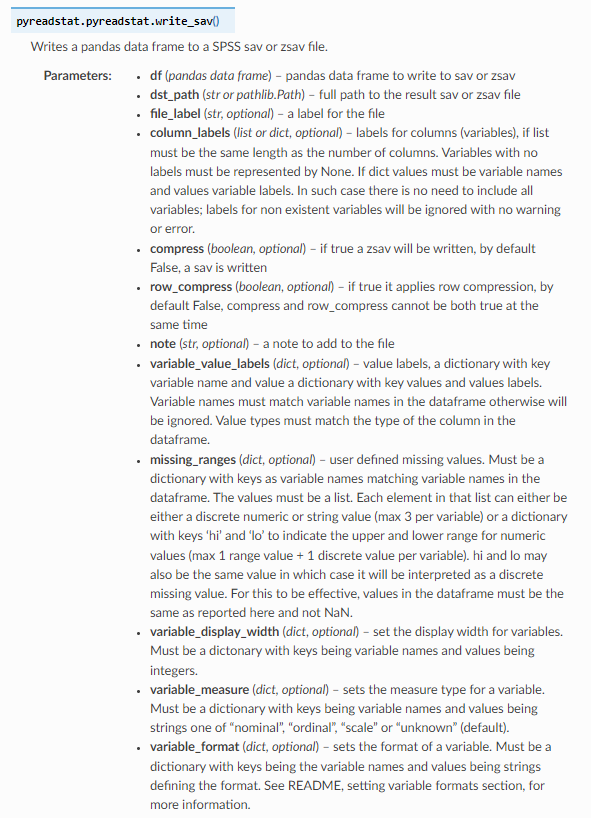 pyreadstat.pyreadstat.write_sav()
Writes a pandas data frame to a SPSS sav or zsav file.
Parameters:
• df (pandas data frame) – pandas data frame to write to sav or zsav
• dst_path (str or pathlib.Path) – full path to the result sav or zsav file
• file_label (str, optional) – a label for the file
• column_labels (list or dict, optional) – labels for columns (variables), if list
must be the same length as the number of columns. Variables with no
labels must be represented by None. If dict values must be variable names
and values variable labels. In such case there is no need to include all
variables; labels for non existent variables will be ignored with no warning
or error.
• compress (boolean, optional) – if true a zsav will be written, by default
False, a sav is written
• row_compress (boolean, optional) – if true it applies row compression, by
default False, compress and row_compress cannot be both true at the
same time
• note (str, optional) – a note to add to the file
• variable_value_labels (dict, optional) – value labels, a dictionary with key
variable name and value a dictionary with key values and values labels.
Variable names must match variable names in the dataframe otherwise will
be ignored. Value types must match the type of the column in the
dataframe.
• missing_ranges (dict, optional) – user defined missing values. Must be a
dictionary with keys as variable names matching variable names in the
dataframe. The values must be a list. Each element in that list can either be
either a discrete numeric or string value (max 3 per variable) or a dictionary
with keys ‘hi’ and ‘lo’ to indicate the upper and lower range for numeric
values (max 1 range value + 1 discrete value per variable). hi and lo may
also be the same value in which case it will be interpreted as a discrete
missing value. For this to be effective, values in the dataframe must be the
same as reported here and not NaN.
• variable_display_width (dict, optional) – set the display width for variables.
Must be a dictonary with keys being variable names and values being
integers.
• variable_measure (dict, optional) – sets the measure type for a variable.
Must be a dictionary with keys being variable names and values being
strings one of “nominal”, “ordinal”, “scale” or “unknown” (default).
• variable_format (dict, optional) – sets the format of a variable. Must be a
dictionary with keys being the variable names and values being strings
defining the format. See README, setting variable formats section, for
more information.